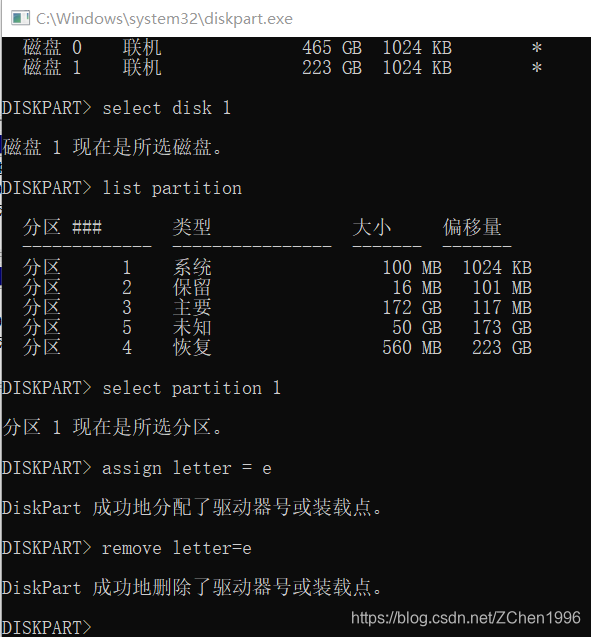 C:\Windows\system32\diskpart.exe
磁盘 0    联机              465 GB  1024 KB        *
磁盘 1    联机              223 GB  1024 KB        *
DISKPART> select disk 1
磁盘 1 现在是所选磁盘。
DISKPART> list partition
分区 ###       类型              大小     偏移量
-------------  ----------------  -------  -------
分区      1    系统                 100 MB  1024 KB
分区      2    保留                  16 MB   101 MB
分区      3    主要                 172 GB   117 MB
分区      5    未知                  50 GB   173 GB
分区      4    恢复                 560 MB   223 GB
DISKPART> select partition 1
分区 1 现在是所选分区。
DISKPART> assign letter = e
DiskPart 成功地分配了驱动器号或装载点。
DISKPART> remove letter=e
DiskPart 成功地删除了驱动器号或装载点。
DISKPART>
https://blog.csdn.net/ZChen1996